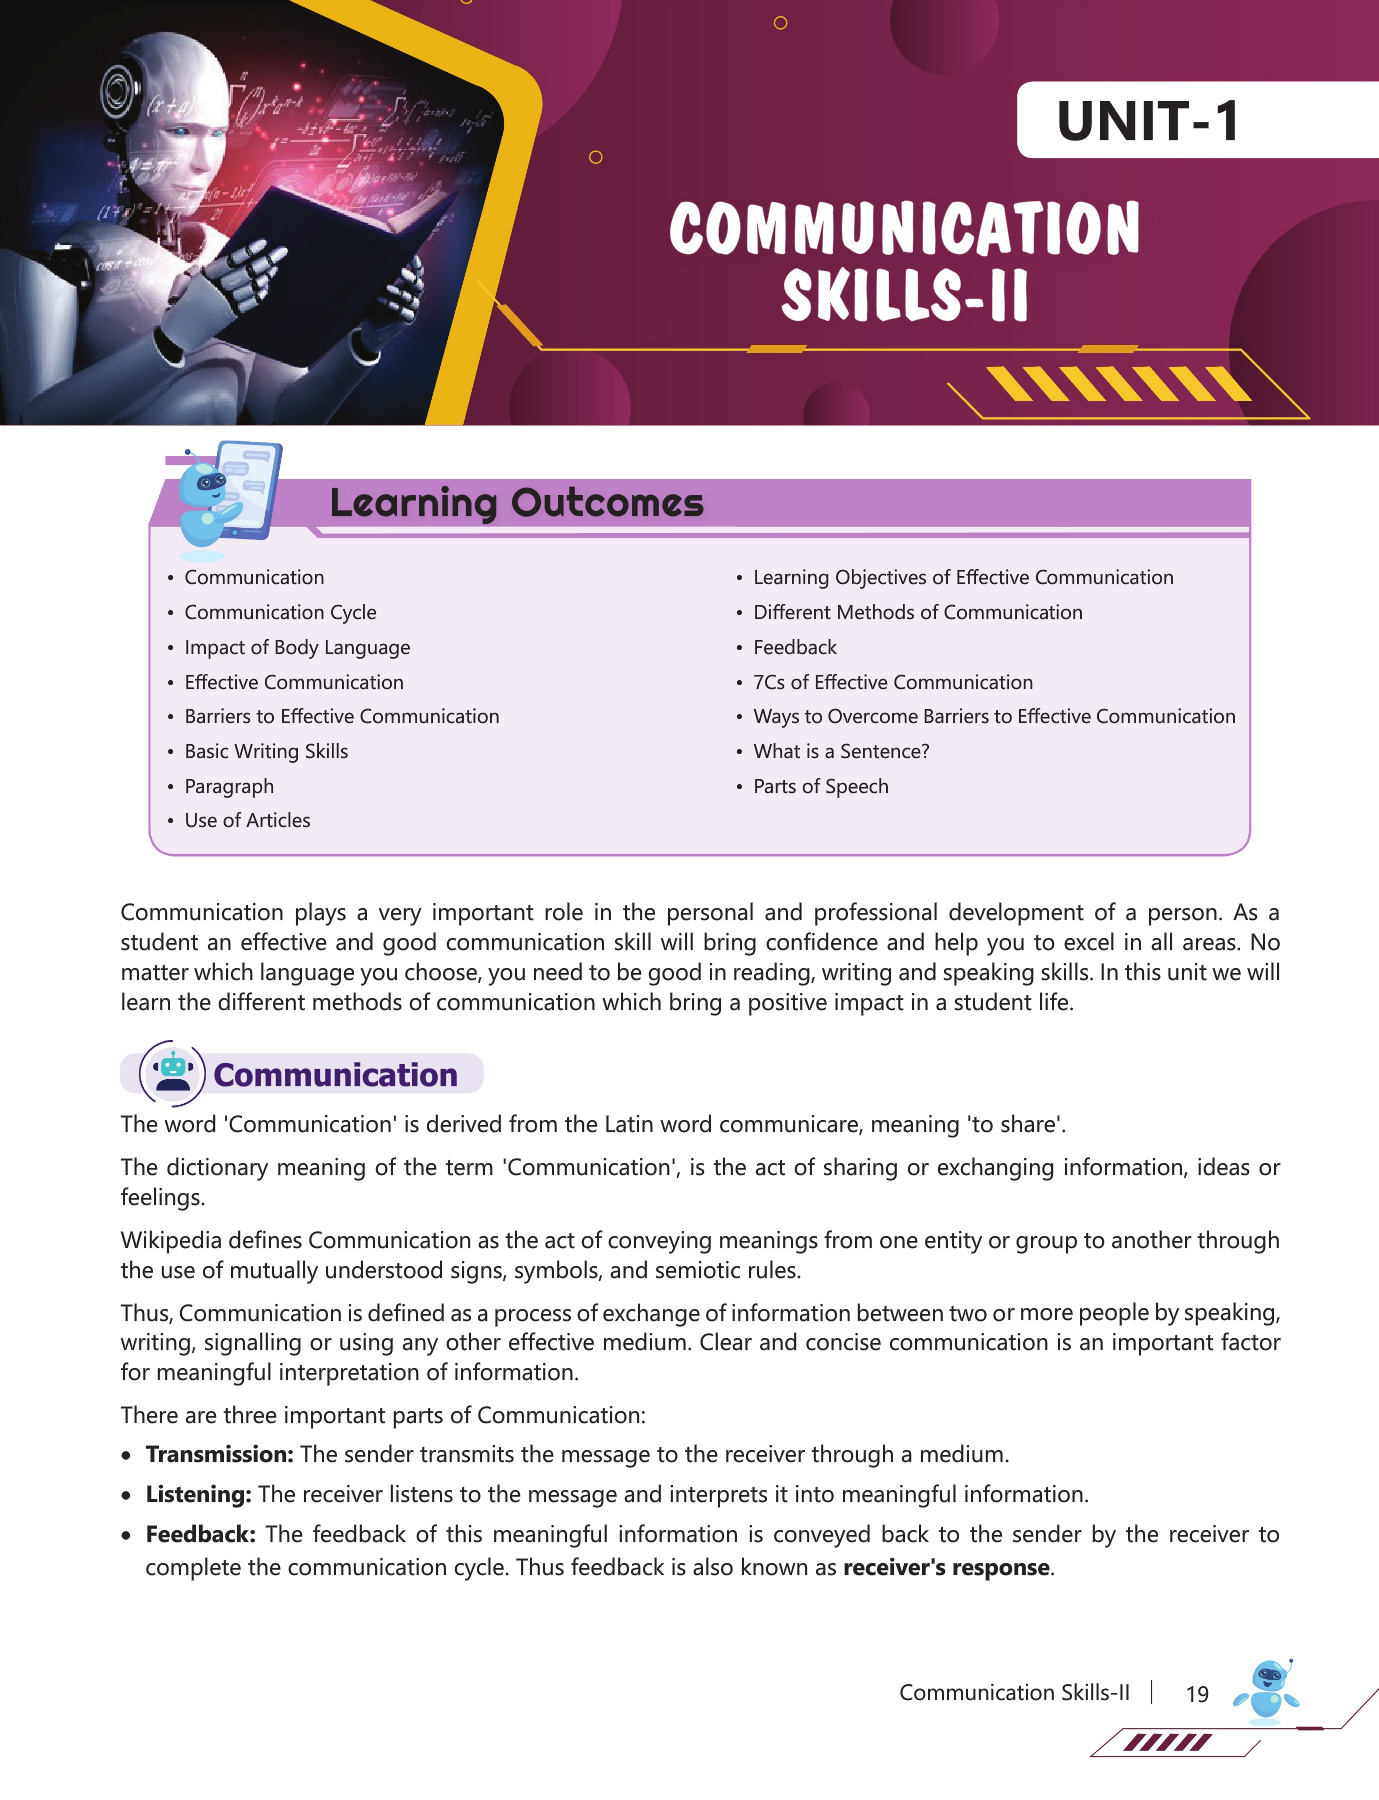 UNIT-1
COMMUNICATION
SKILLS-II
Learning Outcomes
• Communication
• Communication Cycle
• Impact of Body Language
• Effective Communication
• Barriers to Effective Communication
• Basic Writing Skills
• Paragraph
• Use of Articles
• Learning Objectives of Effective Communication
• Different Methods of Communication
• Feedback
• 7Cs of Effective Communication
• Ways to Overcome Barriers to Effective Communication
• What is a Sentence?
• Parts of Speech
Communication plays a very important role in the personal and professional development of a person. As a
student an effective and good communication skill will bring confidence and help you to excel in all areas. No
matter which language you choose, you need to be good in reading, writing and speaking skills. In this unit we will
learn the different methods of communication which bring a positive impact in a student life.
Communication
The word 'Communication' is derived from the Latin word communicare, meaning 'to share'.
The dictionary meaning of the term 'Communication', is the act of sharing or exchanging information, ideas or
feelings.
Wikipedia defines Communication as the act of conveying meanings from one entity or group to another through
the use of mutually understood signs, symbols, and semiotic rules.
Thus, Communication is defined as a process of exchange of information between two or more people by speaking,
writing, signalling or using any other effective medium. Clear and concise communication is an important factor
for meaningful interpretation of information.
There are three important parts of Communication:
• Transmission: The sender transmits the message to the receiver through a medium.
• Listening: The receiver listens to the message and interprets it into meaningful information.
• Feedback: The feedback of this meaningful information is conveyed back to the sender by the receiver to
complete the communication cycle. Thus feedback is also known as receiver's response.
Communication Skills-II
19